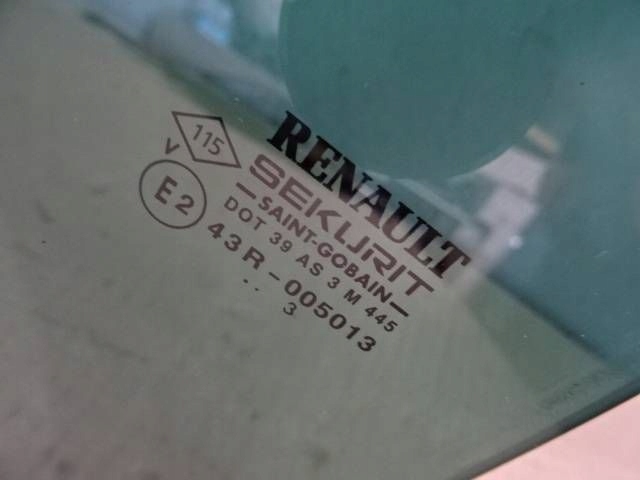 RENAULT
SEKURIT
—SAINT-GOBAIN—
DOT 39 AS 3 M 445
43R-005013
.. 3
115
V
E2